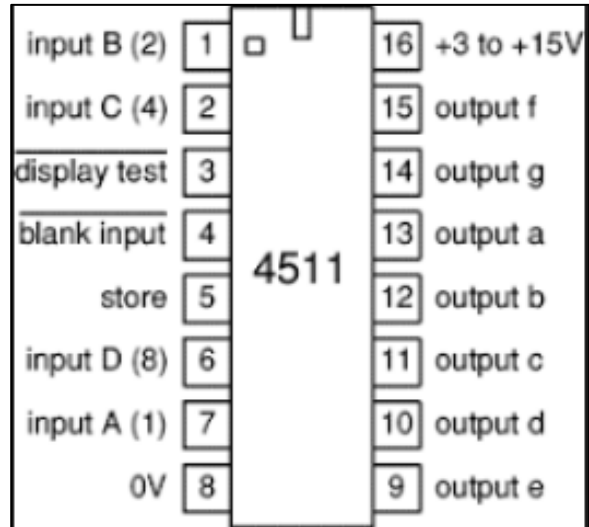 input B (2) 1 16 +3 to +15V
input C (4) 2 15 output f
display test 3 14 output g
blank input 4 13 output a
4511
store 5 12 output b
input D (8) 6 11 output c
input A (1) 7 10 output d
0V 8 9 output e